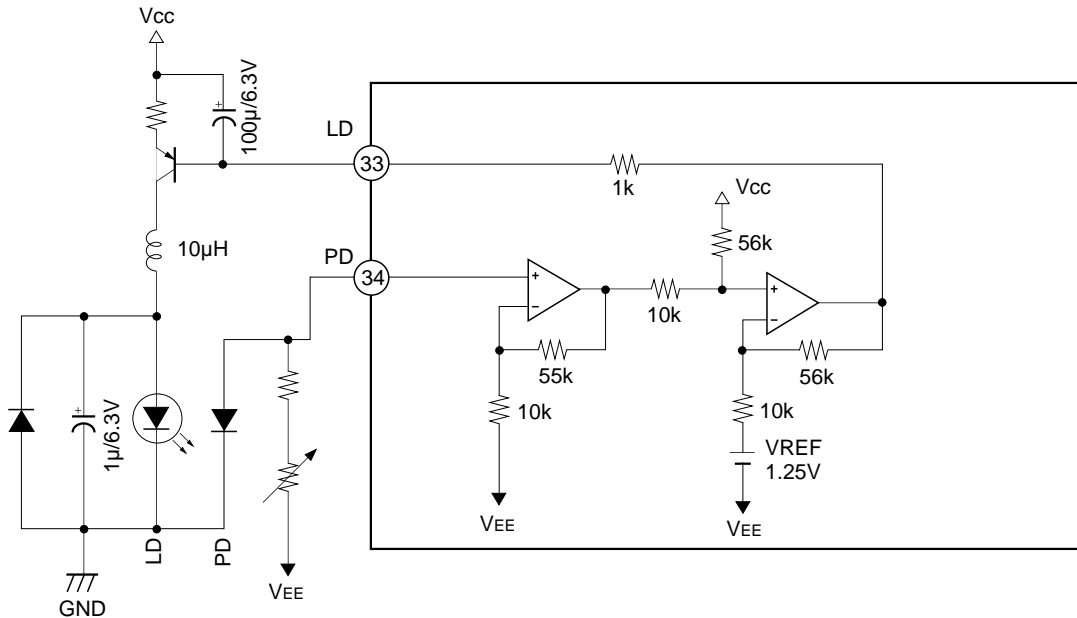 Vcc
100µ/6.3V
LD
33
1k
Vcc
56k
10µH
PD
34
+
−
10k
55k
10k
+
−
56k
10k
VREF
1.25V
VEE
VEE
+
1µ/6.3V
+
LD
PD
VEE
GND